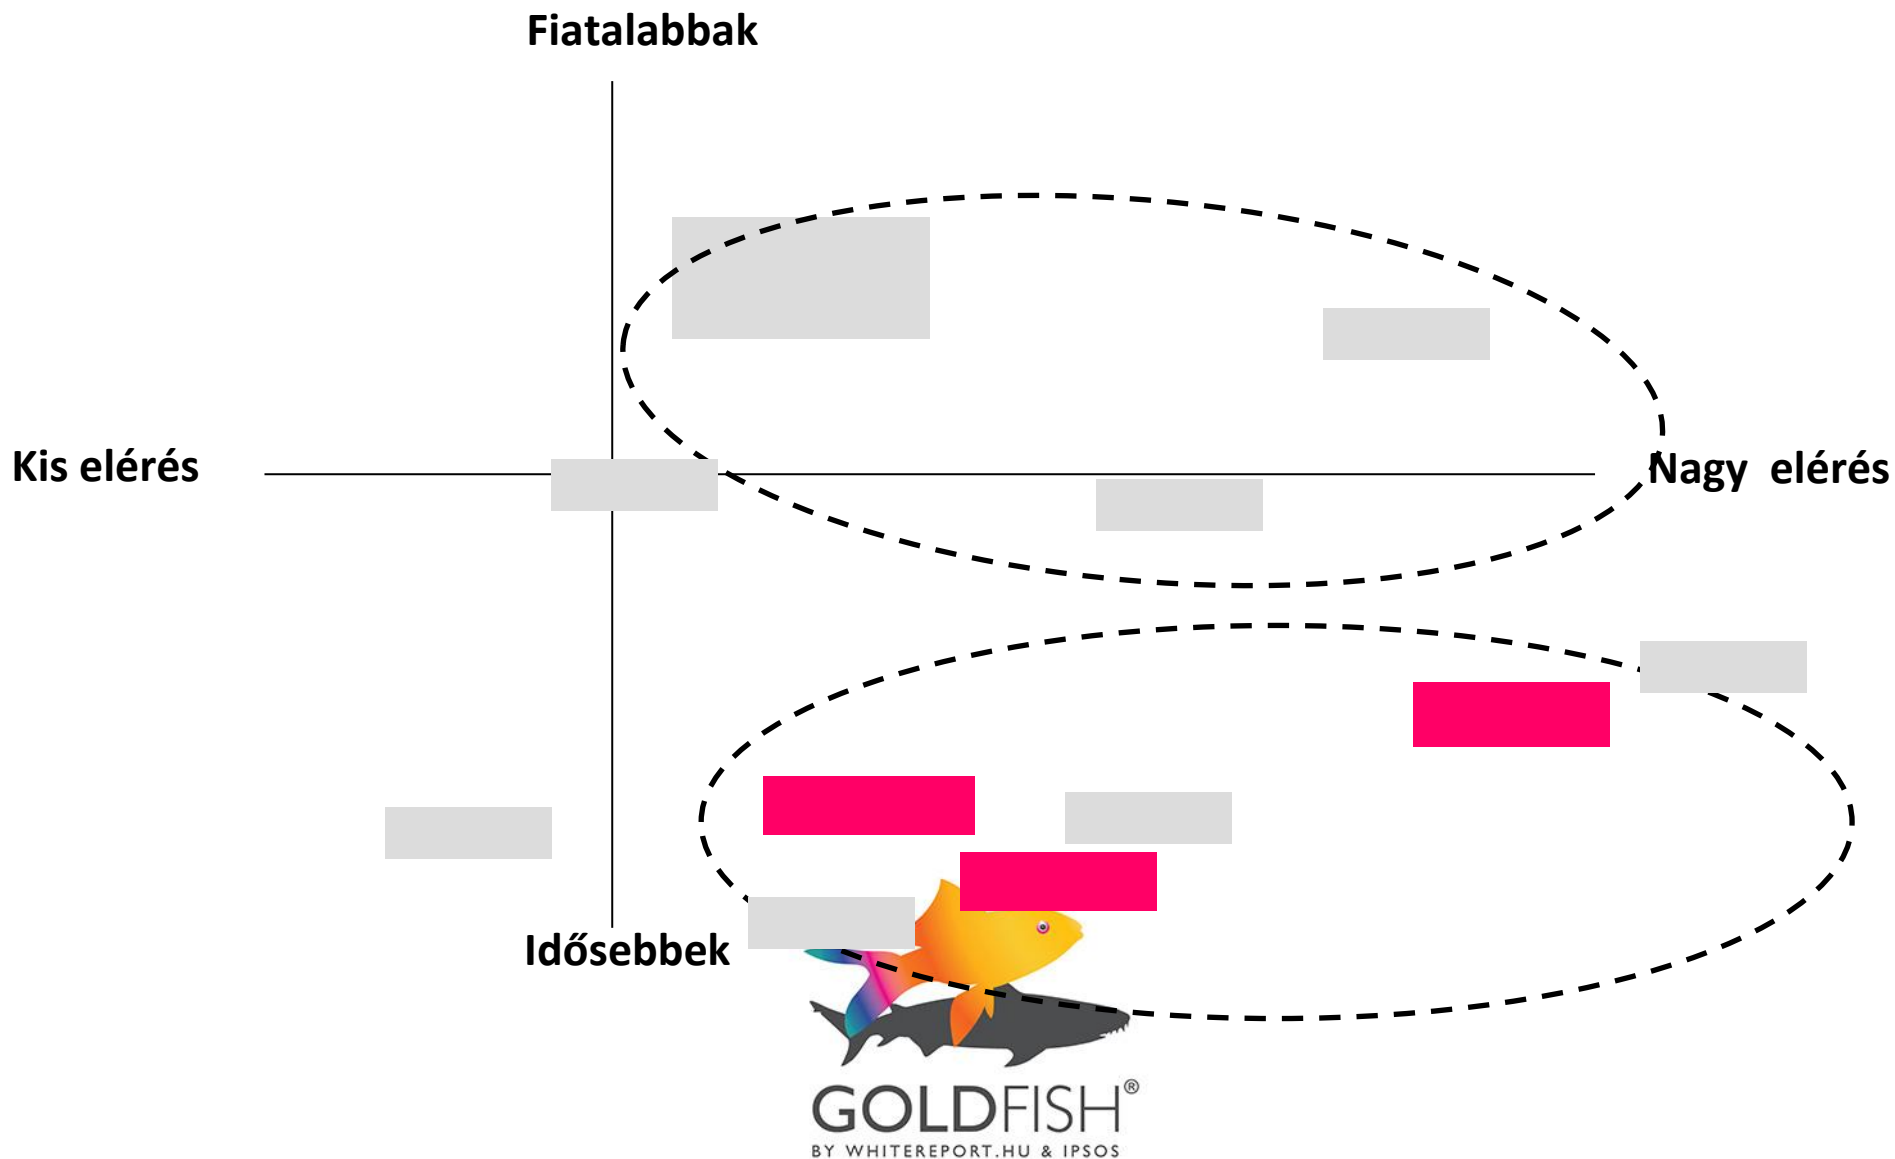 Fiatalabbak
Kis elérés
Nagy  elérés
Idősebbek
GOLDFISH®
BY WHITEREPORT.HU & IPSOS